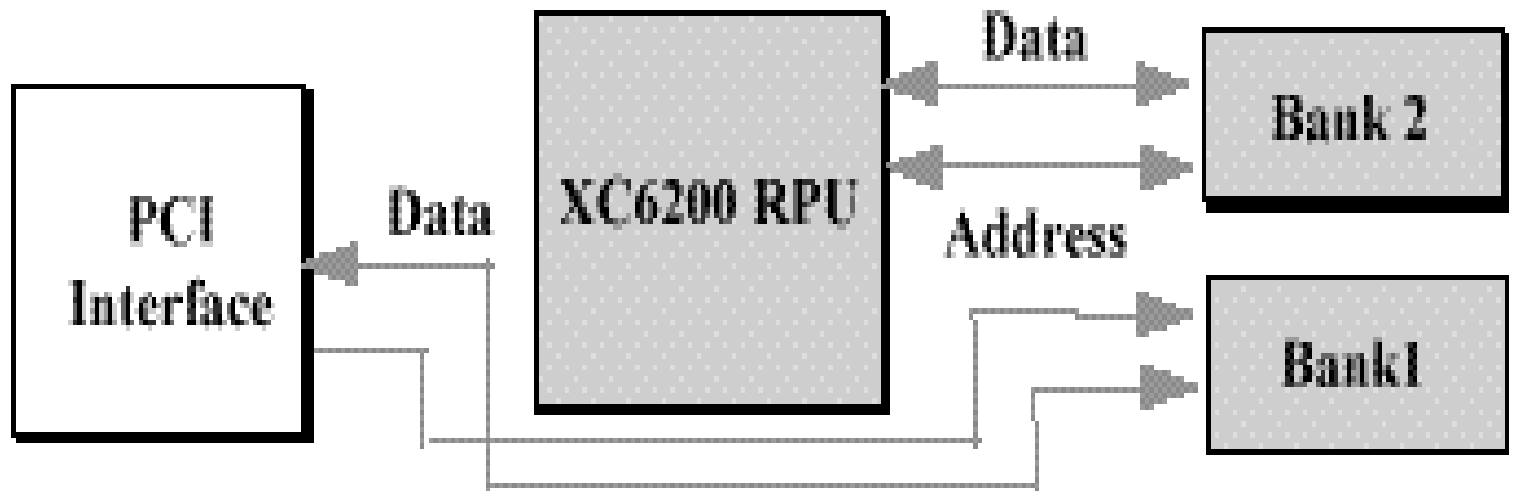 PCI
Interface
Data
XC6200 RPU
Data
Address
Bank 2
Bank1